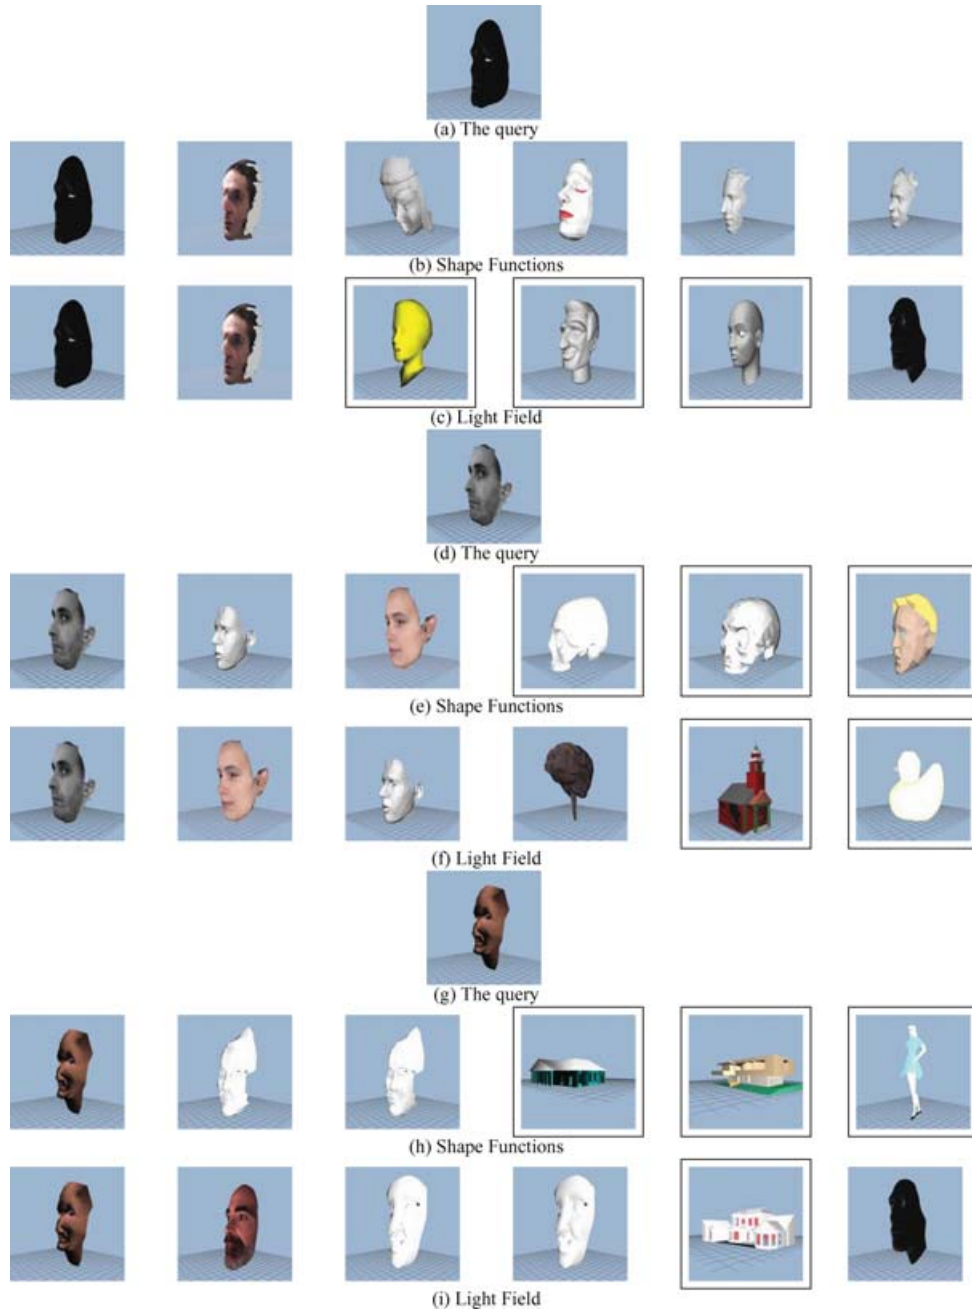 (a) The query
(b) Shape Functions
(c) Light Field
(d) The query
(e) Shape Functions
(f) Light Field
(g) The query
(h) Shape Functions
(i) Light Field